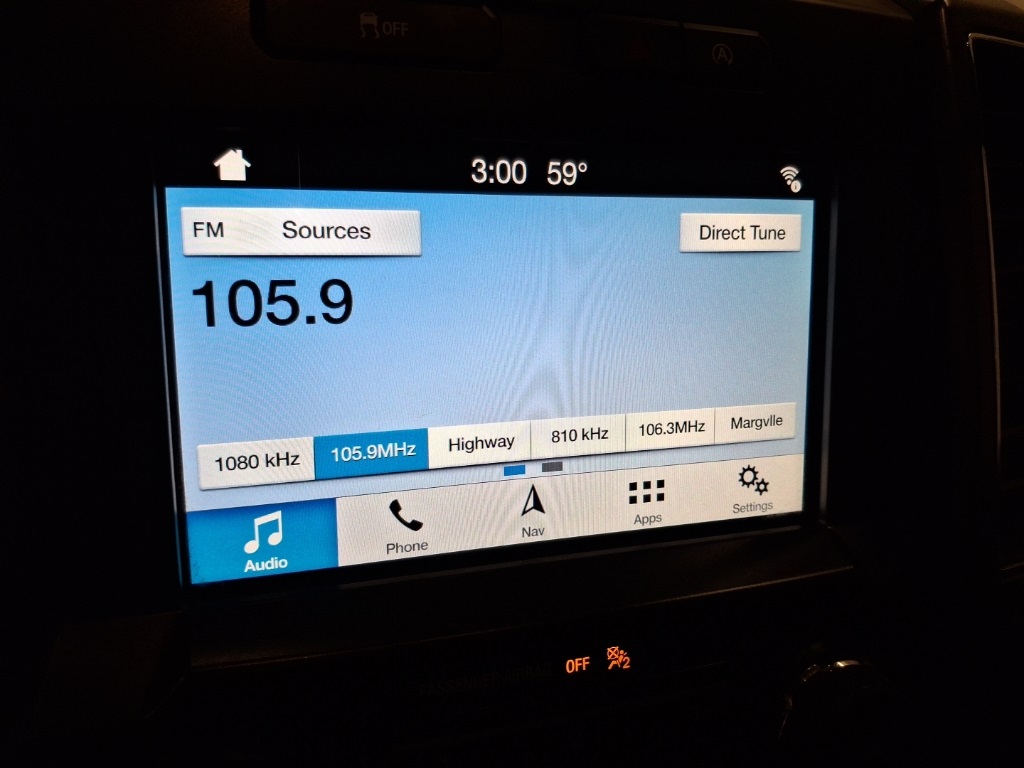 OFF
A
3:00 59°
FM Sources
Direct Tune
105.9
1080 kHz 105.9MHz Highway 810 kHz 106.3MHz Margvlle
Audio Phone Nav Apps Settings
OFF 2